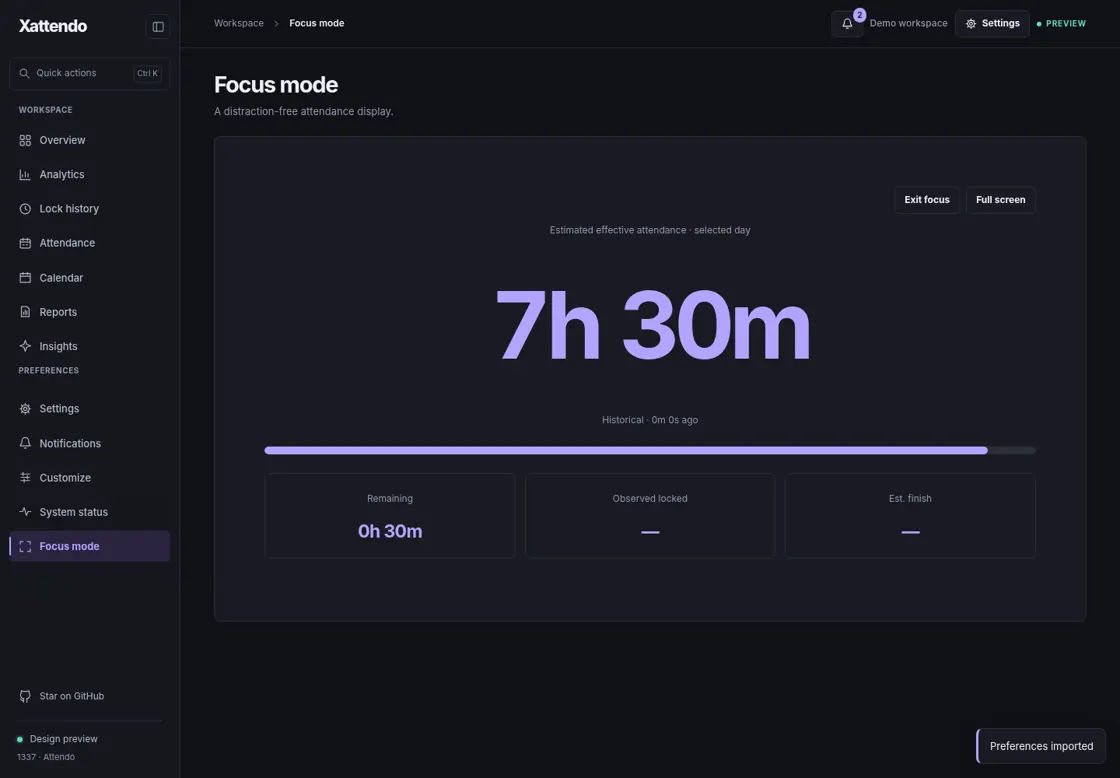 Xattendo
Quick actions
Ctrl K
WORKSPACE
Overview
Analytics
Lock history
Attendance
Calendar
Reports
Insights
PREFERENCES
Settings
Notifications
Customize
System status
Focus mode
Star on GitHub
Design preview
1337 · Attendo
Workspace > Focus mode
2
Demo workspace
Settings
PREVIEW
Focus mode
A distraction-free attendance display.
Exit focus
Full screen
Estimated effective attendance · selected day
7h 30m
Historical · 0m 0s ago
Remaining
0h 30m
Observed locked
—
Est. finish
—
Preferences imported